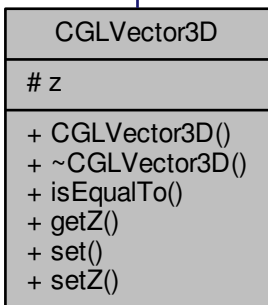 CGLVector3D
# z
+ CGLVector3D()
+ ~CGLVector3D()
+ isEqualTo()
+ getZ()
+ set()
+ setZ()